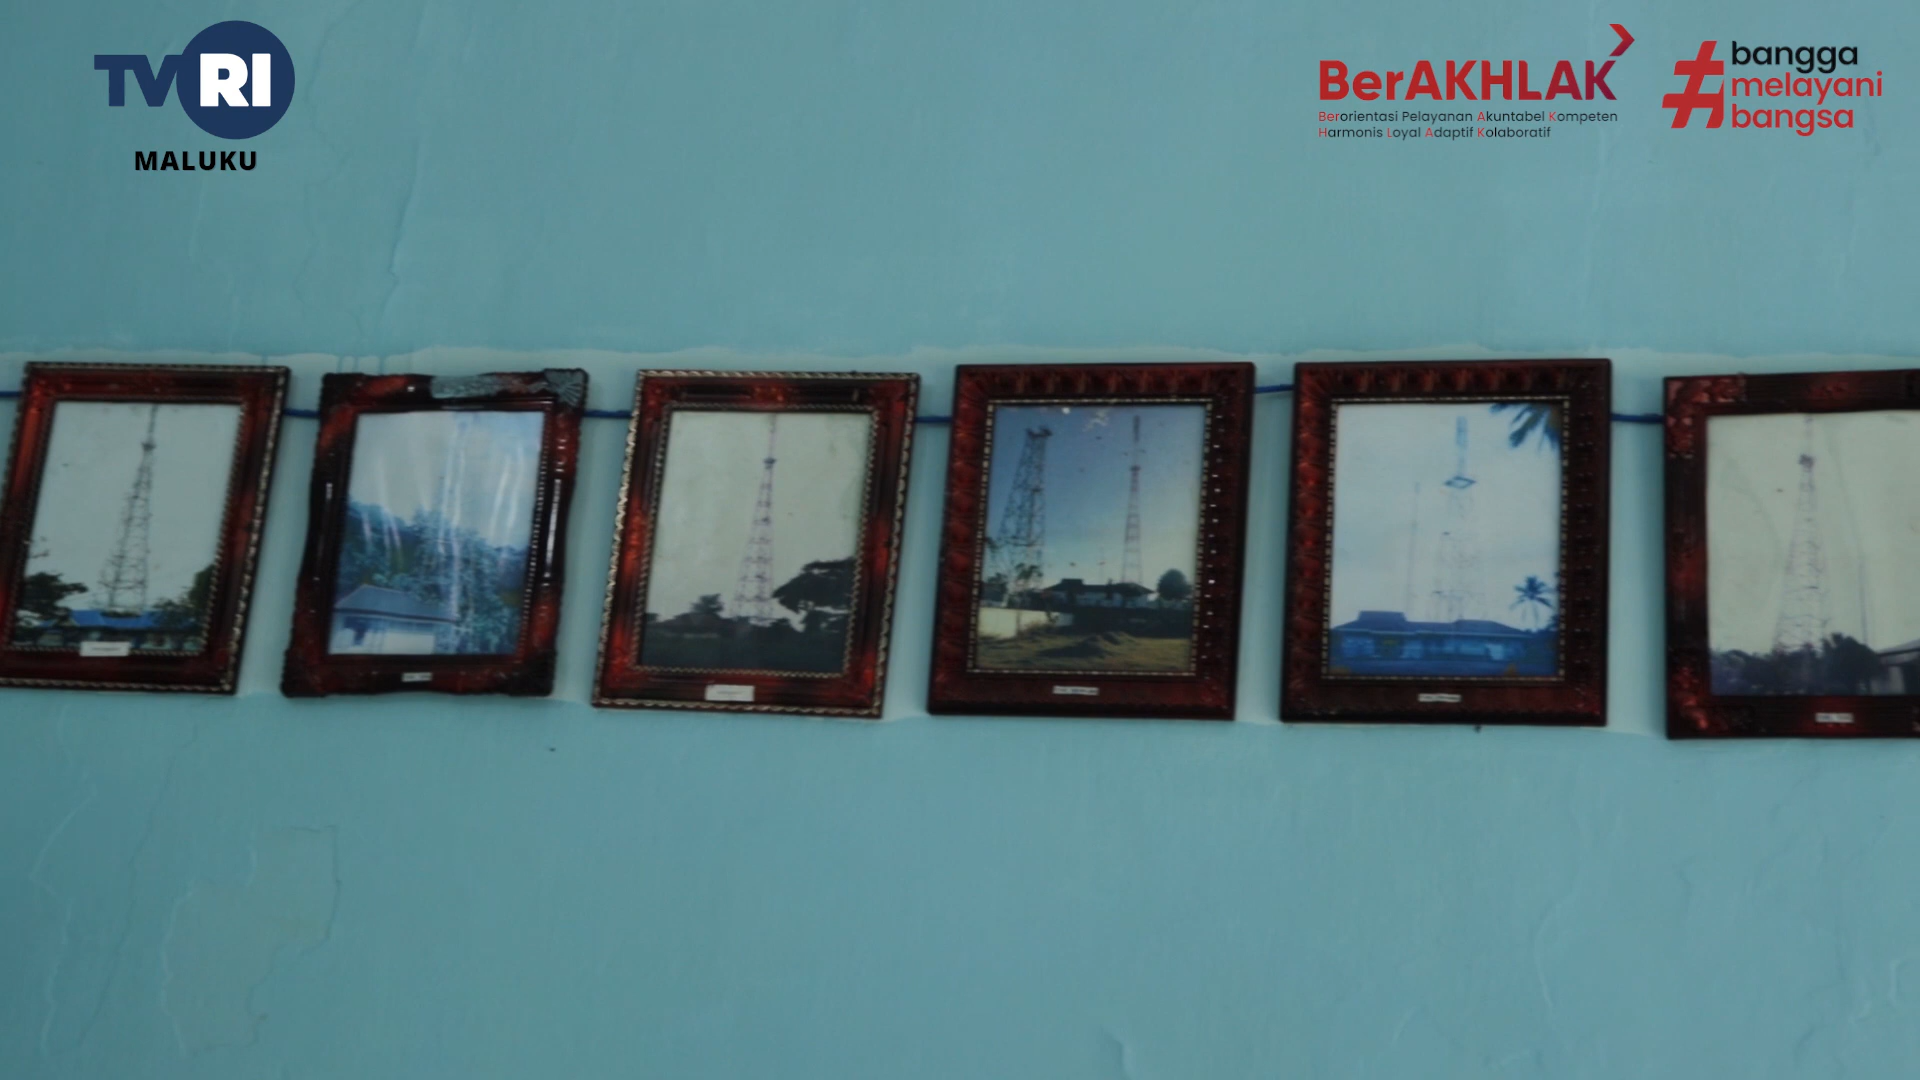 TVRI
MALUKU
BerAKHLAK
Berorientasi Pelayanan Akuntabel Kompeten
Harmonis Loyal Adaptif Kolaboratif
#bangga
melayani
bangsa